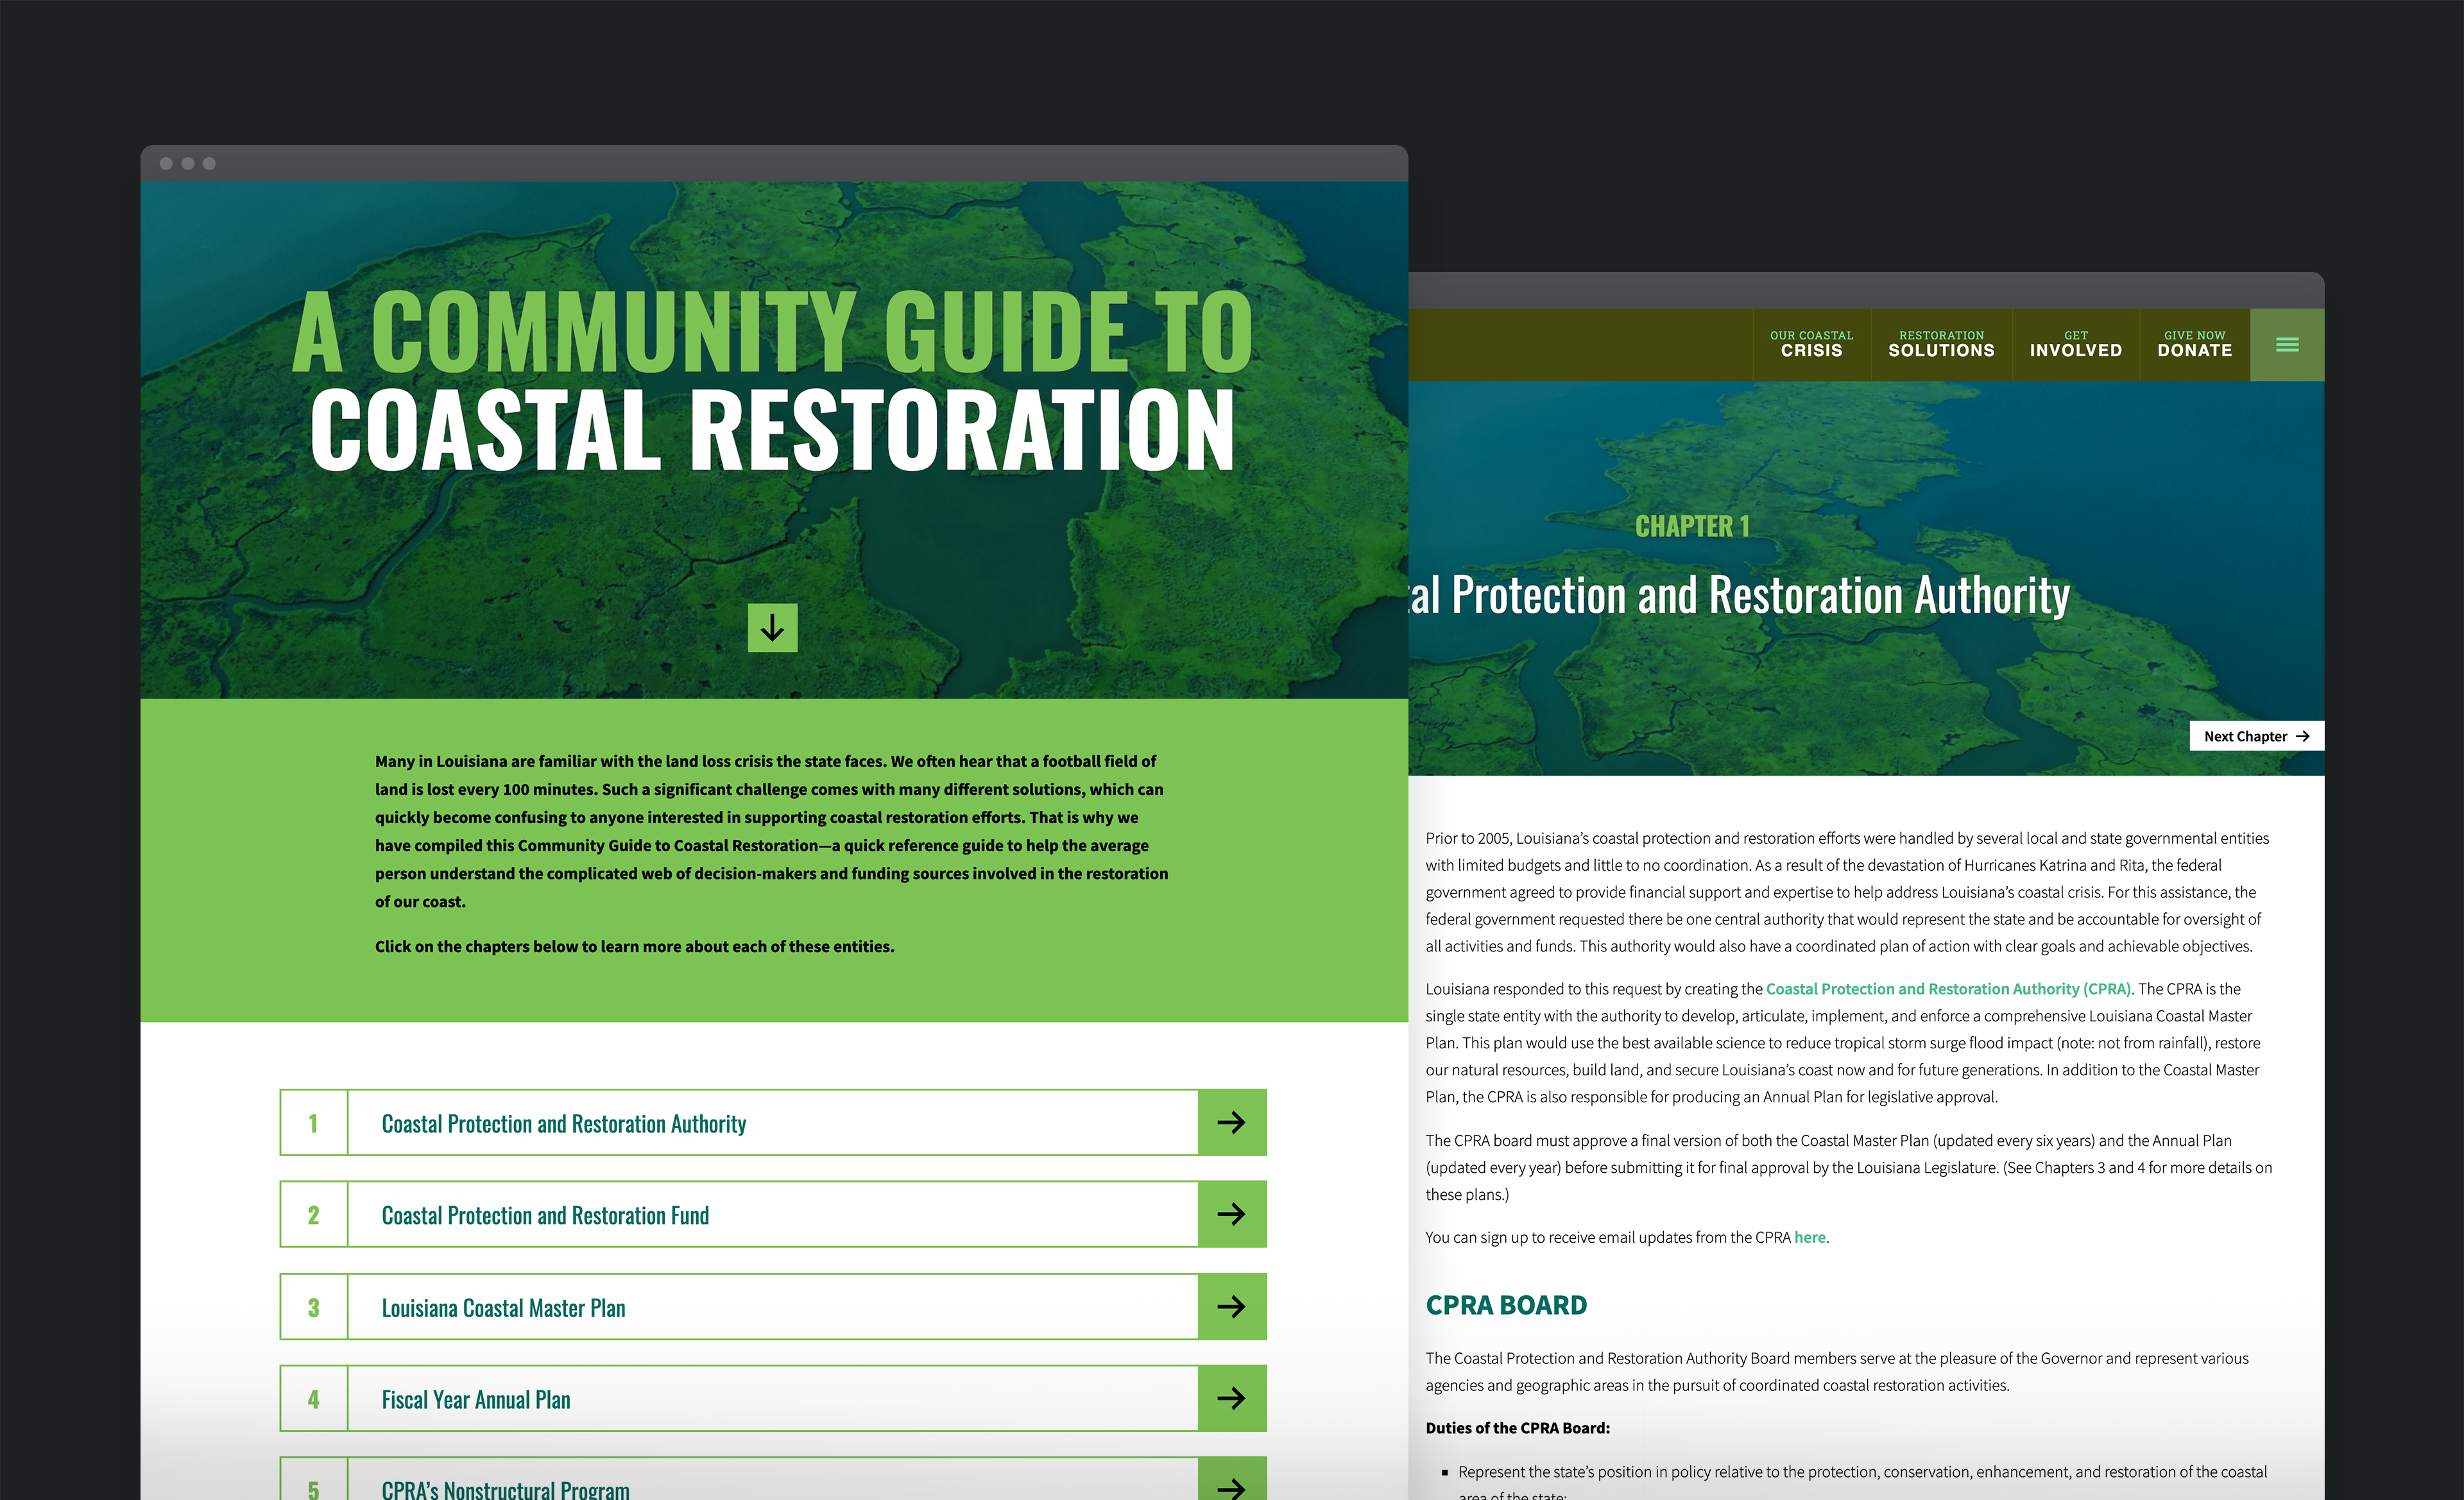 A COMMUNITY GUIDE TO
COASTAL RESTORATION
Many in Louisiana are familiar with the land loss crisis the state faces. We often hear that a football field of
land is lost every 100 minutes. Such a significant challenge comes with many different solutions, which can
quickly become confusing to anyone interested in supporting coastal restoration efforts. That is why we
have compiled this Community Guide to Coastal Restoration—a quick reference guide to help the average
person understand the complicated web of decision-makers and funding sources involved in the restoration
of our coast.
Click on the chapters below to learn more about each of these entities.
1 Coastal Protection and Restoration Authority
2 Coastal Protection and Restoration Fund
3 Louisiana Coastal Master Plan
4 Fiscal Year Annual Plan
5 CPRA's Nonstructural Program
OUR COASTAL
CRISIS
RESTORATION
SOLUTIONS
GET
INVOLVED
GIVE NOW
DONATE
CHAPTER 1
tal Protection and Restoration Authority
Next Chapter
Prior to 2005, Louisiana's coastal protection and restoration efforts were handled by several local and state governmental entities
with limited budgets and little to no coordination. As a result of the devastation of Hurricanes Katrina and Rita, the federal
government agreed to provide financial support and expertise to help address Louisiana's coastal crisis. For this assistance, the
federal government requested there be one central authority that would represent the state and be accountable for oversight of
all activities and funds. This authority would also have a coordinated plan of action with clear goals and achievable objectives.
Louisiana responded to this request by creating the Coastal Protection and Restoration Authority (CPRA). The CPRA is the
single state entity with the authority to develop, articulate, implement, and enforce a comprehensive Louisiana Coastal Master
Plan. This plan would use the best available science to reduce tropical storm surge flood impact (note: not from rainfall), restore
our natural resources, build land, and secure Louisiana's coast now and for future generations. In addition to the Coastal Master
Plan, the CPRA is also responsible for producing an Annual Plan for legislative approval.
The CPRA board must approve a final version of both the Coastal Master Plan (updated every six years) and the Annual Plan
(updated every year) before submitting it for final approval by the Louisiana Legislature. (See Chapters 3 and 4 for more details on
these plans.)
You can sign up to receive email updates from the CPRA here.
CPRA BOARD
The Coastal Protection and Restoration Authority Board members serve at the pleasure of the Governor and represent various
agencies and geographic areas in the pursuit of coordinated coastal restoration activities.
Duties of the CPRA Board:
▪ Represent the state's position in policy relative to the protection, conservation, enhancement, and restoration of the coastal
area of the state;